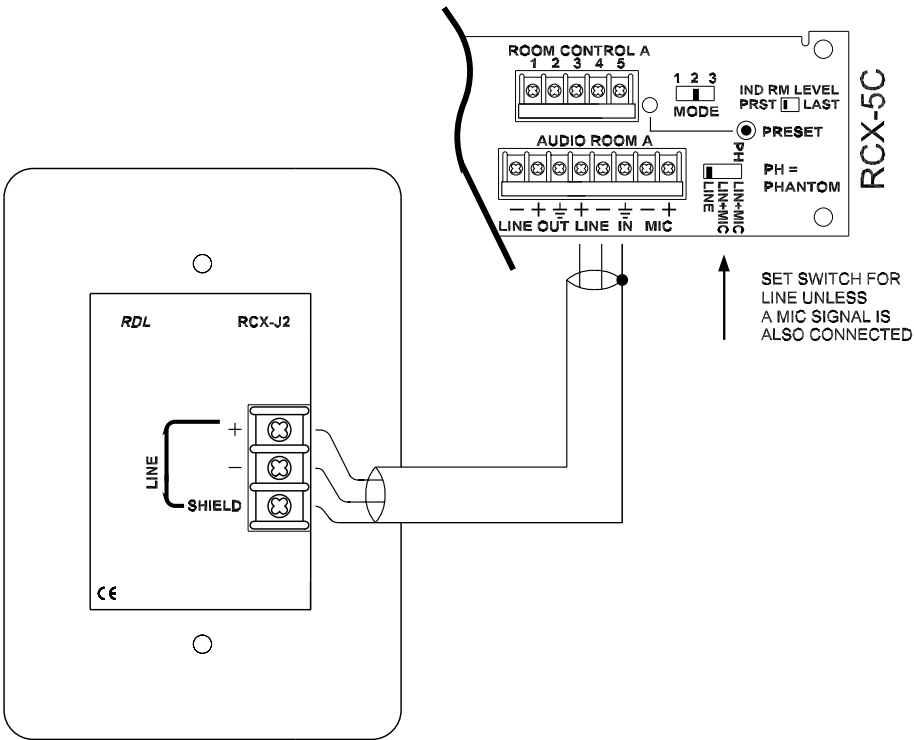 ROOM CONTROL A
1 2 3 4 5
1 2 3
MODE
IND RM LEVEL
PRST LAST
PRESET
RCX-5C
AUDIO ROOM A
PH
LINE
LIN+MIC
LIN+MIC
PH =
PHANTOM
− + + − − +
LINE OUT LINE IN MIC
SET SWITCH FOR
LINE UNLESS
A MIC SIGNAL IS
ALSO CONNECTED
RDL RCX-J2
+
−
LINE
SHIELD
CE